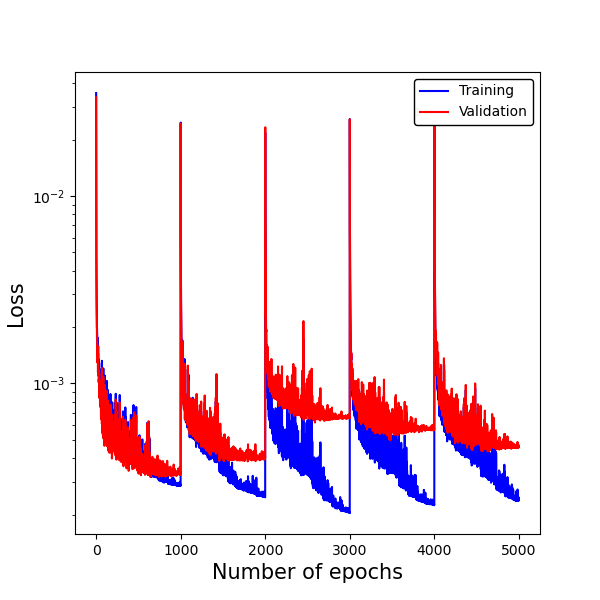 Training
Validation
Loss
10⁻²
10⁻³
0 1000 2000 3000 4000 5000
Number of epochs